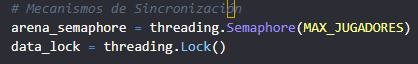 # Mecanismos de Sincronización
arena_semaphore = threading.Semaphore(MAX_JUGADORES)
data_lock = threading.Lock()